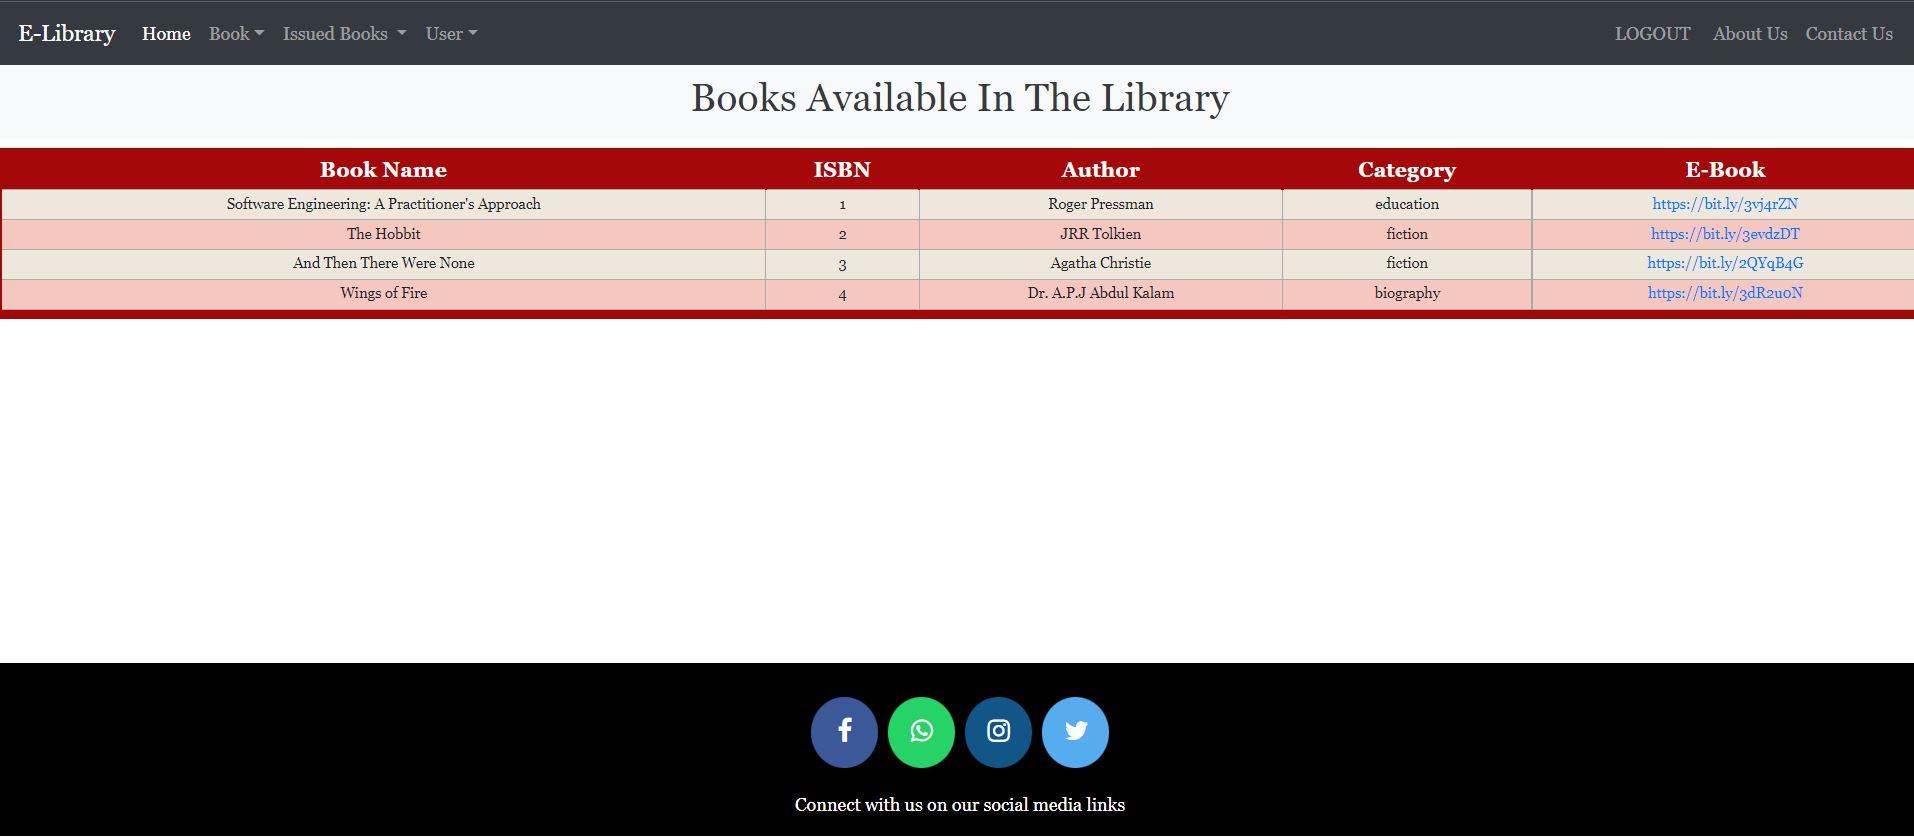 E-Library Home Book Issued Books User LOGOUT About Us Contact Us
Books Available In The Library
Book Name ISBN Author Category E-Book
Software Engineering: A Practitioner's Approach 1 Roger Pressman education https://bit.ly/3vj4rZN
The Hobbit 2 JRR Tolkien fiction https://bit.ly/3evdzDT
And Then There Were None 3 Agatha Christie fiction https://bit.ly/2QYqB4G
Wings of Fire 4 Dr. A.P.J Abdul Kalam biography https://bit.ly/3dR2u0N
Connect with us on our social media links